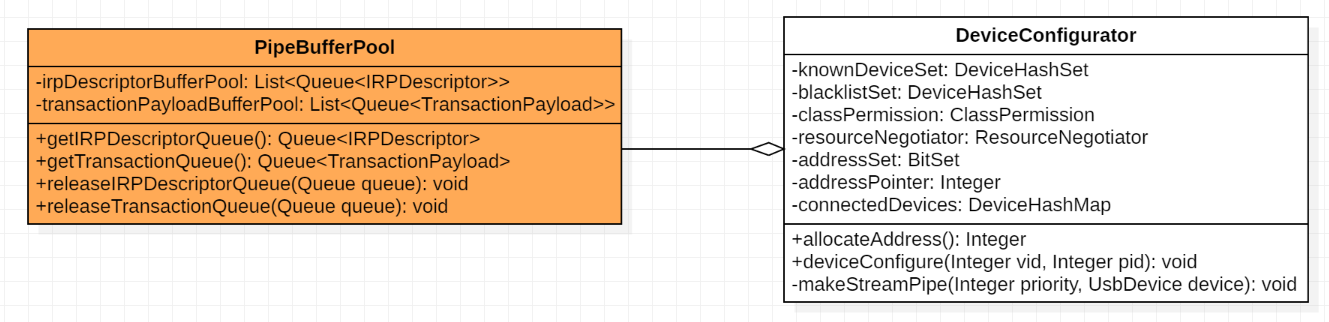 PipeBufferPool
-irpDescriptorBufferPool: List<Queue<IRPDescriptor>>
-transactionPayloadBufferPool: List<Queue<TransactionPayload>>
+getIRPDescriptorQueue(): Queue<IRPDescriptor>
+getTransactionQueue(): Queue<TransactionPayload>
+releaseIRPDescriptorQueue(Queue queue): void
+releaseTransactionQueue(Queue queue): void
DeviceConfigurator
-knownDeviceSet: DeviceHashSet
-blacklistSet: DeviceHashSet
-classPermission: ClassPermission
-resourceNegotiator: ResourceNegotiator
-addressSet: BitSet
-addressPointer: Integer
-connectedDevices: DeviceHashMap
+allocateAddress(): Integer
+deviceConfigure(Integer vid, Integer pid): void
-makeStreamPipe(Integer priority, UsbDevice device): void